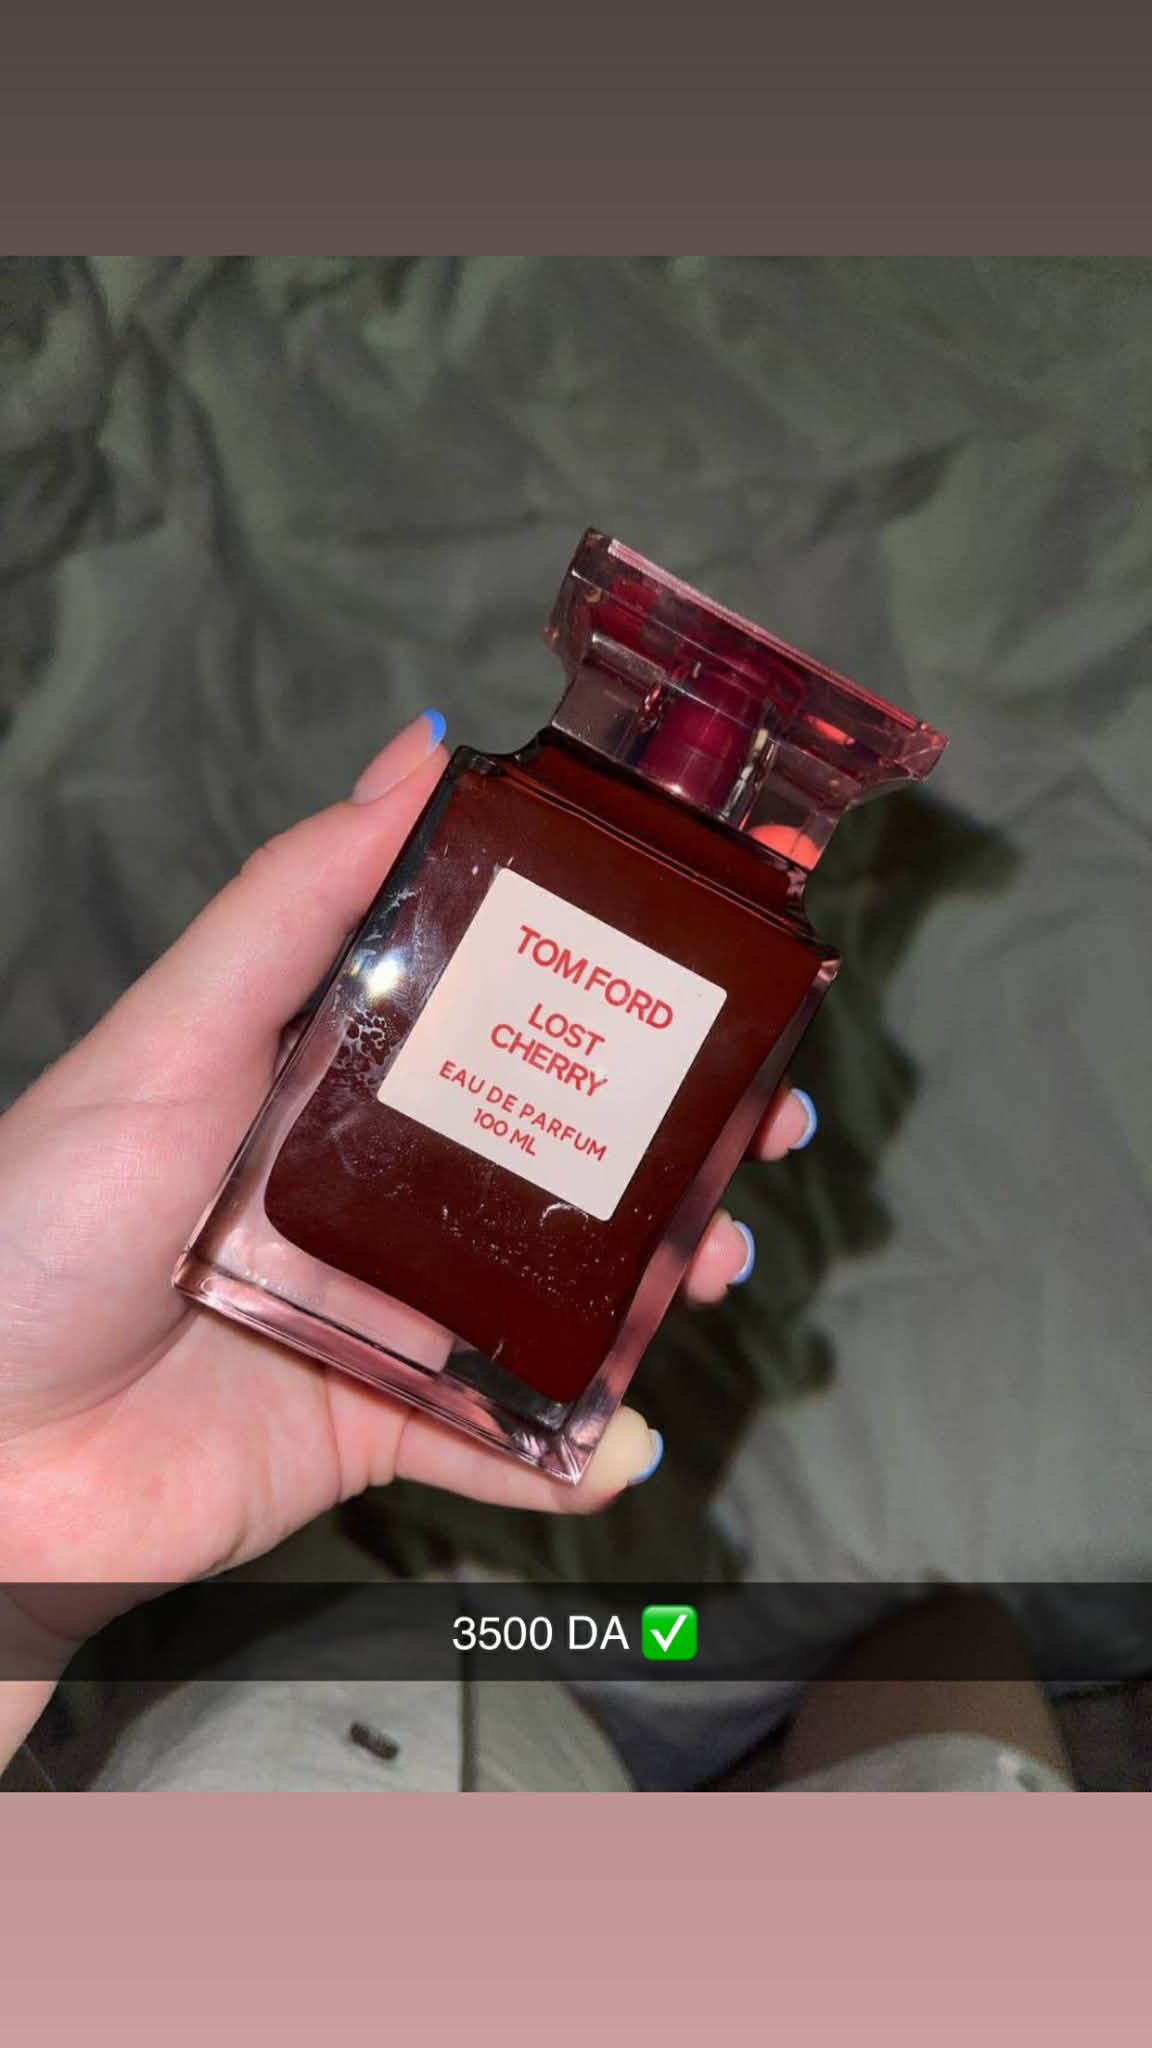 TOM FORD
LOST
CHERRY
EAU DE PARFUM
100 ML
3500 DA ✅